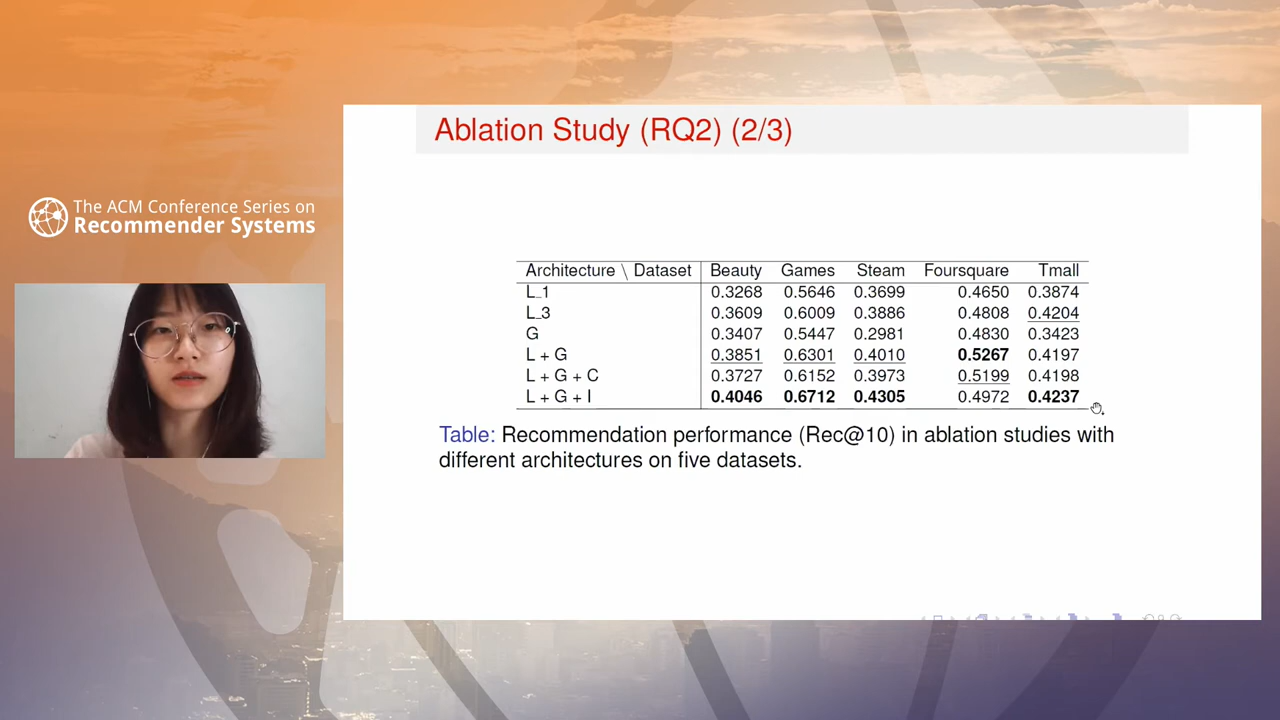 Ablation Study (RQ2) (2/3)
The ACM Conference Series on
Recommender Systems
Architecture \ Dataset Beauty Games Steam Foursquare Tmall
L_1 0.3268 0.5646 0.3699 0.4650 0.3874
L_3 0.3609 0.6009 0.3886 0.4808 0.4204
G 0.3407 0.5447 0.2981 0.4830 0.3423
L + G 0.3851 0.6301 0.4010 0.5267 0.4197
L + G + C 0.3727 0.6152 0.3973 0.5199 0.4198
L + G + I 0.4046 0.6712 0.4305 0.4972 0.4237
Table: Recommendation performance (Rec@10) in ablation studies with
different architectures on five datasets.